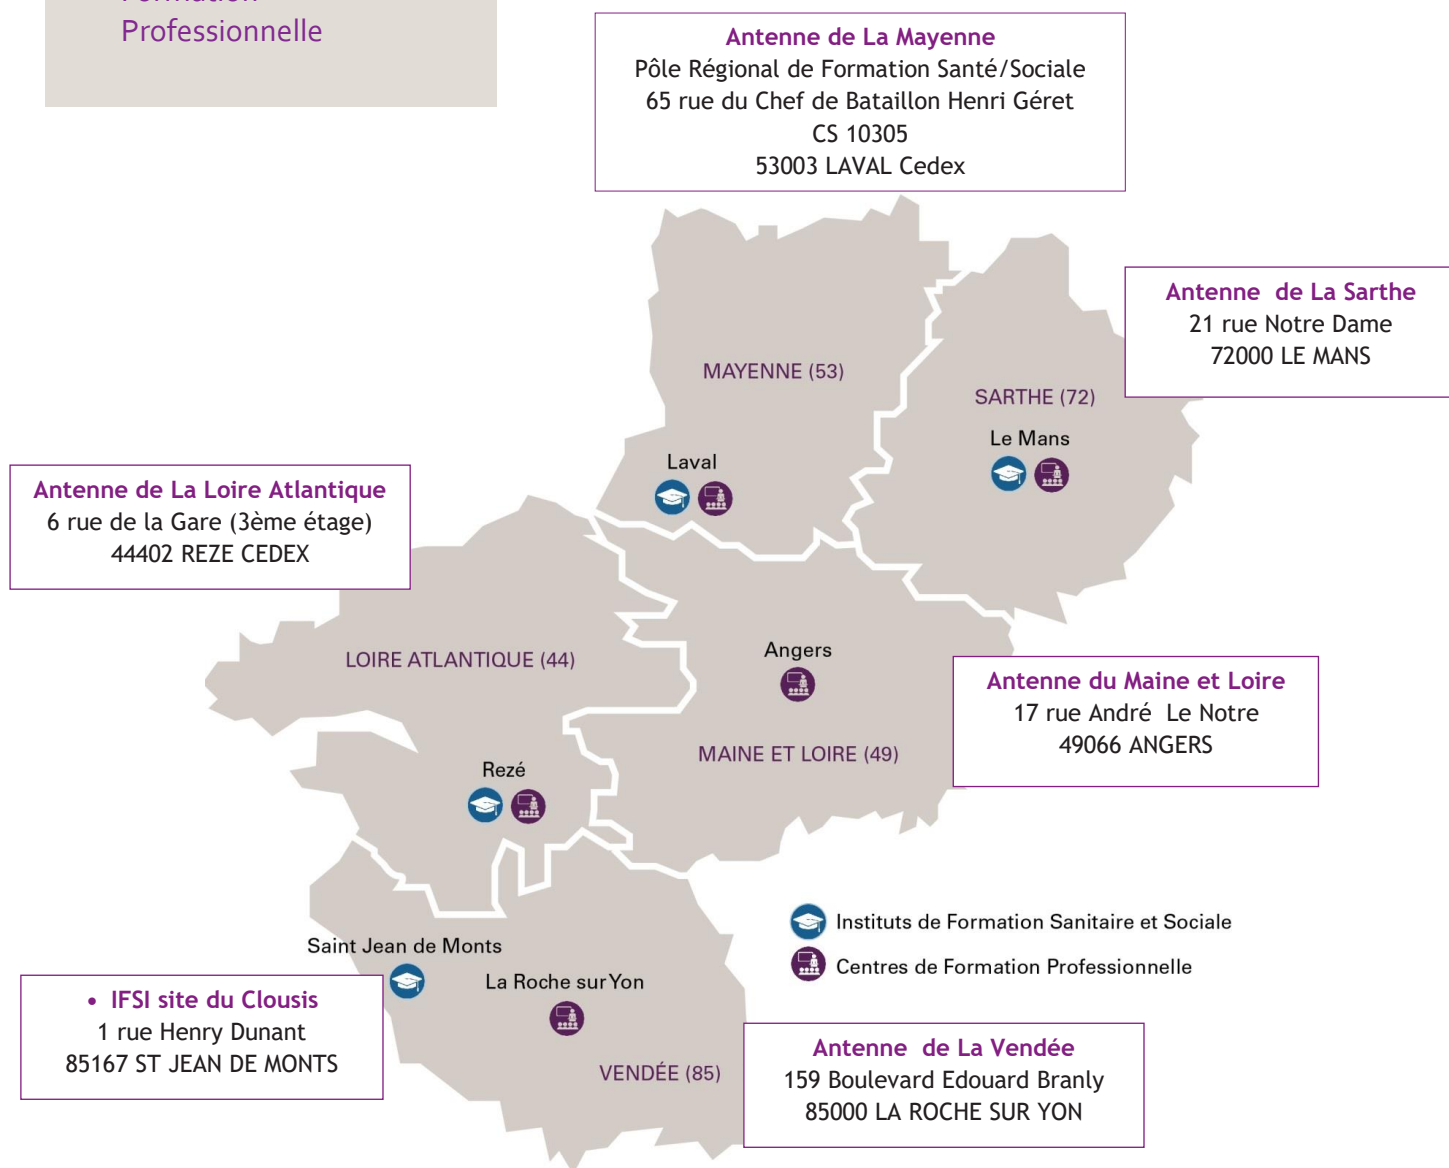 Formation
Professionnelle
Antenne de La Mayenne
Pôle Régional de Formation Santé/Sociale
65 rue du Chef de Bataillon Henri Géret
CS 10305
53003 LAVAL Cedex
Antenne de La Sarthe
21 rue Notre Dame
72000 LE MANS
MAYENNE (53)
SARTHE (72)
Le Mans
Laval
Antenne de La Loire Atlantique
6 rue de la Gare (3ème étage)
44402 REZE CEDEX
LOIRE ATLANTIQUE (44)
Angers
Antenne du Maine et Loire
17 rue André Le Notre
49066 ANGERS
MAINE ET LOIRE (49)
Rezé
Instituts de Formation Sanitaire et Sociale
Centres de Formation Professionnelle
Saint Jean de Monts
La Roche sur Yon
• IFSI site du Clousis
1 rue Henry Dunant
85167 ST JEAN DE MONTS
VENDÉE (85)
Antenne de La Vendée
159 Boulevard Edouard Branly
85000 LA ROCHE SUR YON